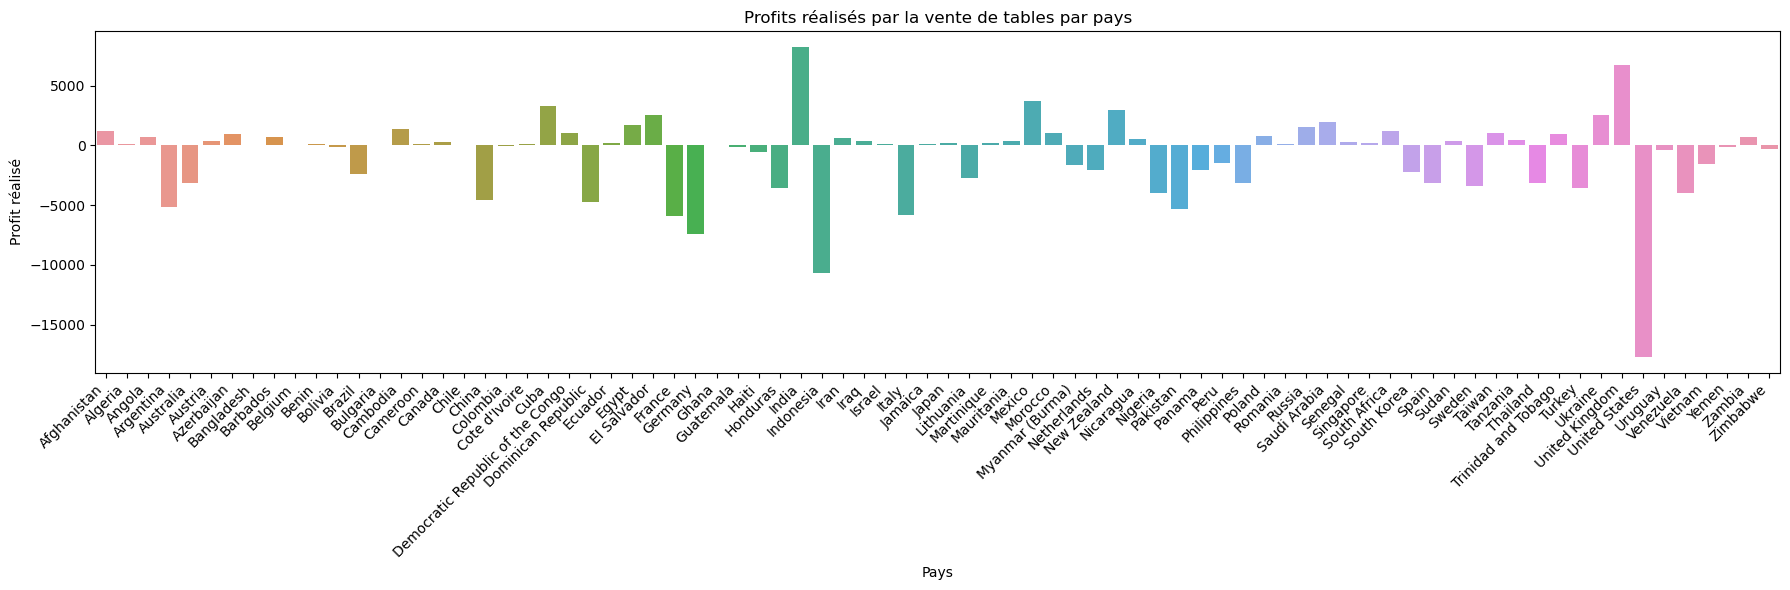 Profits réalisés par la vente de tables par pays
Profit réalisé
5000
0
−5000
−10000
−15000
Afghanistan
Algeria
Angola
Argentina
Australia
Austria
Azerbaijan
Bangladesh
Barbados
Belgium
Benin
Bolivia
Brazil
Bulgaria
Cambodia
Cameroon
Canada
Chile
China
Colombia
Cote d'Ivoire
Cuba
Democratic Republic of the Congo
Dominican Republic
Ecuador
Egypt
El Salvador
France
Germany
Ghana
Guatemala
Haiti
Honduras
India
Indonesia
Iran
Iraq
Israel
Italy
Jamaica
Japan
Lithuania
Martinique
Mauritania
Mexico
Morocco
Myanmar (Burma)
Netherlands
New Zealand
Nicaragua
Nigeria
Pakistan
Panama
Peru
Philippines
Poland
Romania
Russia
Saudi Arabia
Senegal
Singapore
South Africa
South Korea
Spain
Sudan
Sweden
Taiwan
Tanzania
Thailand
Trinidad and Tobago
Turkey
Ukraine
United Kingdom
United States
Uruguay
Venezuela
Vietnam
Yemen
Zambia
Zimbabwe
Pays